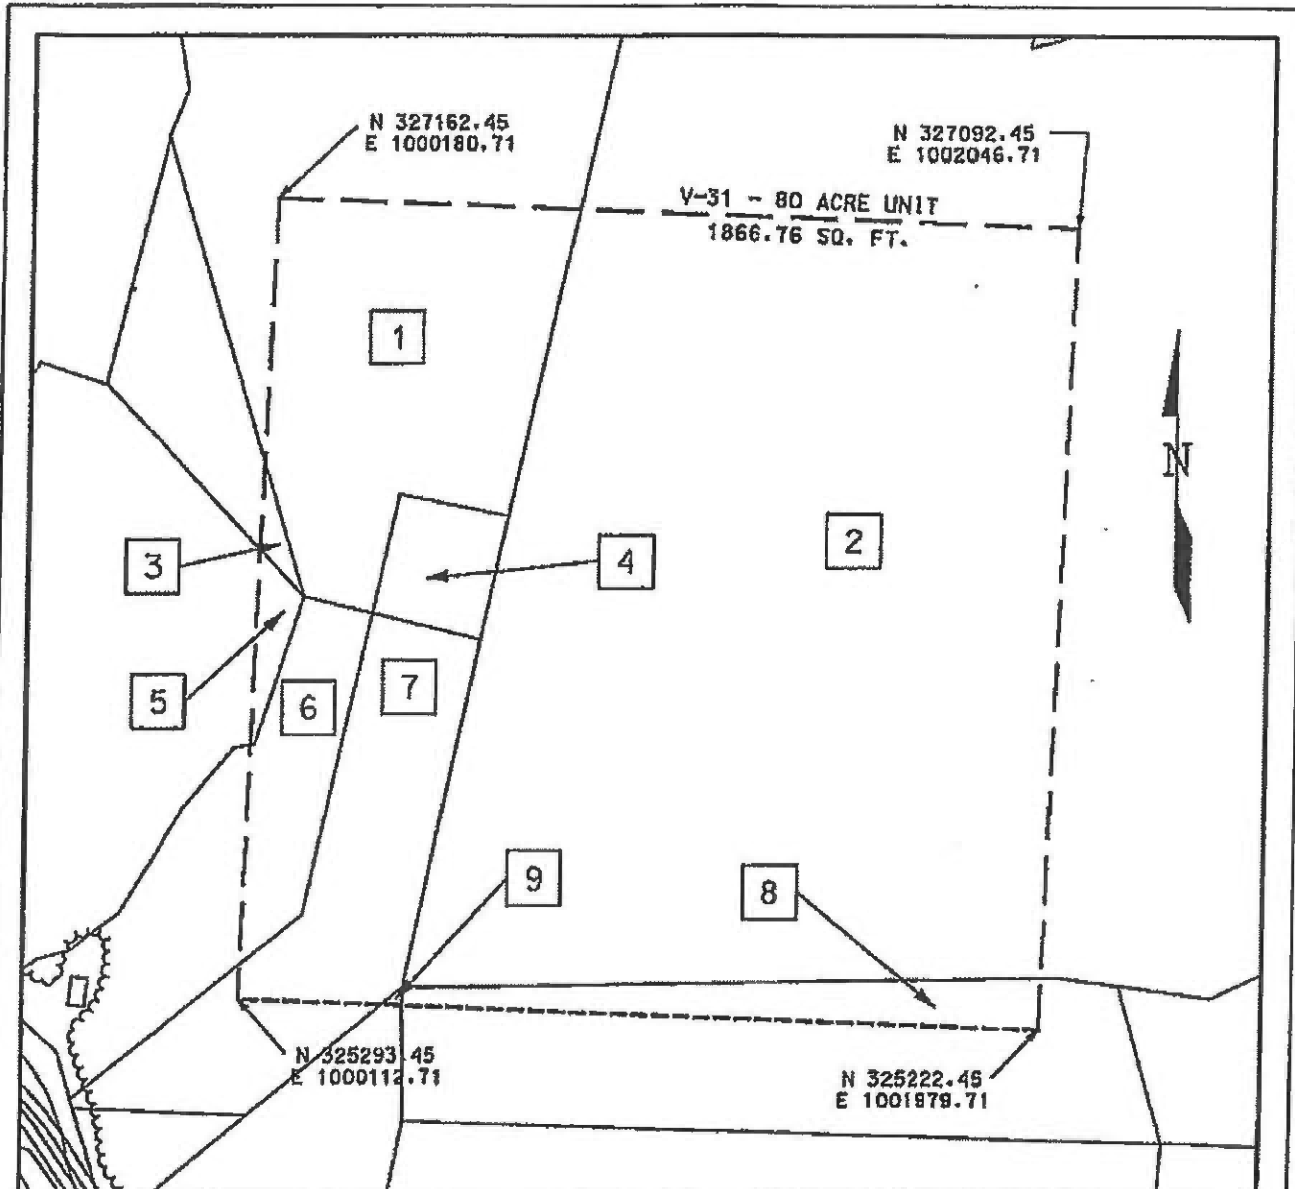 N 327162.45
E 1000180.71
N 327092.45
E 1002046.71
V-31 - 80 ACRE UNIT
1866.76 SQ. FT.
1
N
2
3
4
5
6
7
9
8
N 325293.45
E 1000112.71
N 325222.45
E 1001979.71